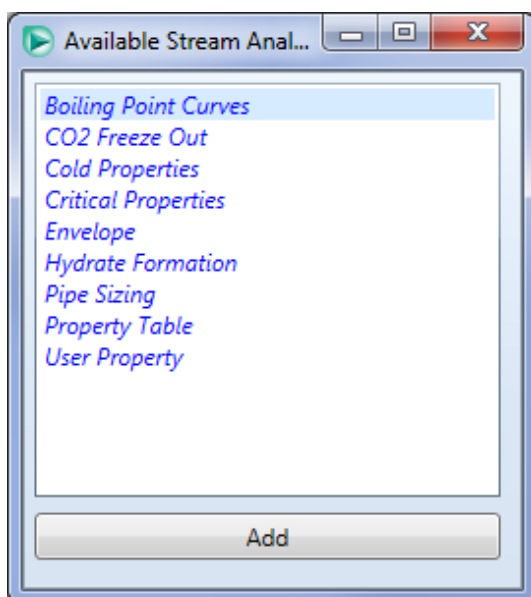 Available Stream Anal...
Boiling Point Curves
CO2 Freeze Out
Cold Properties
Critical Properties
Envelope
Hydrate Formation
Pipe Sizing
Property Table
User Property
Add